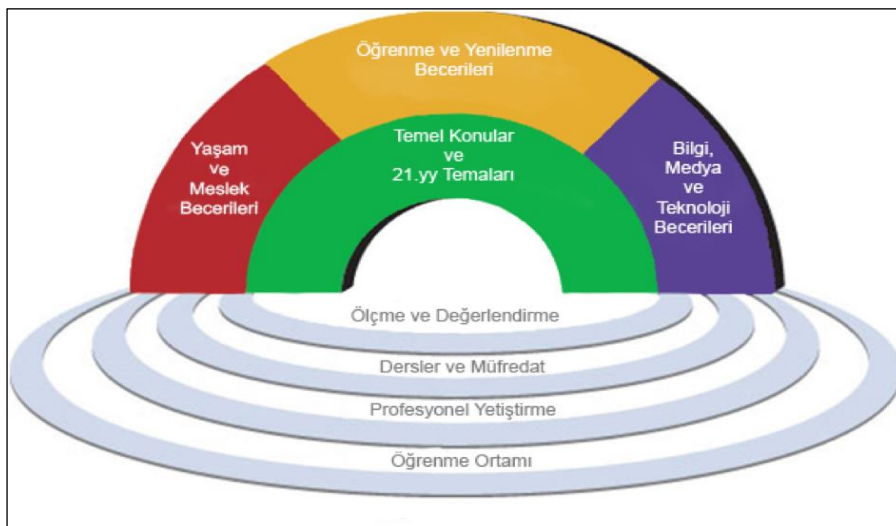 Öğrenme ve Yenilenme
Becerileri
Yaşam
ve
Meslek
Becerileri
Temel Konular
ve
21.yy Temaları
Bilgi,
Medya
ve
Teknoloji
Becerileri
Ölçme ve Değerlendirme
Dersler ve Müfredat
Profesyonel Yetiştirme
Öğrenme Ortamı